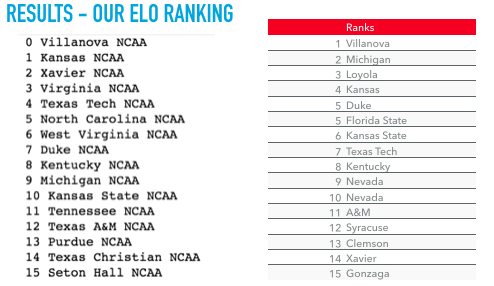 RESULTS - OUR ELO RANKING
0 Villanova NCAA
1 Kansas NCAA
2 Xavier NCAA
3 Virginia NCAA
4 Texas Tech NCAA
5 North Carolina NCAA
6 West Virginia NCAA
7 Duke NCAA
8 Kentucky NCAA
9 Michigan NCAA
10 Kansas State NCAA
11 Tennessee NCAA
12 Texas A&M NCAA
13 Purdue NCAA
14 Texas Christian NCAA
15 Seton Hall NCAA
Ranks
1 Villanova
2 Michigan
3 Loyola
4 Kansas
5 Duke
5 Florida State
6 Kansas State
7 Texas Tech
8 Kentucky
9 Nevada
10 Nevada
11 A&M
12 Syracuse
13 Clemson
14 Xavier
15 Gonzaga